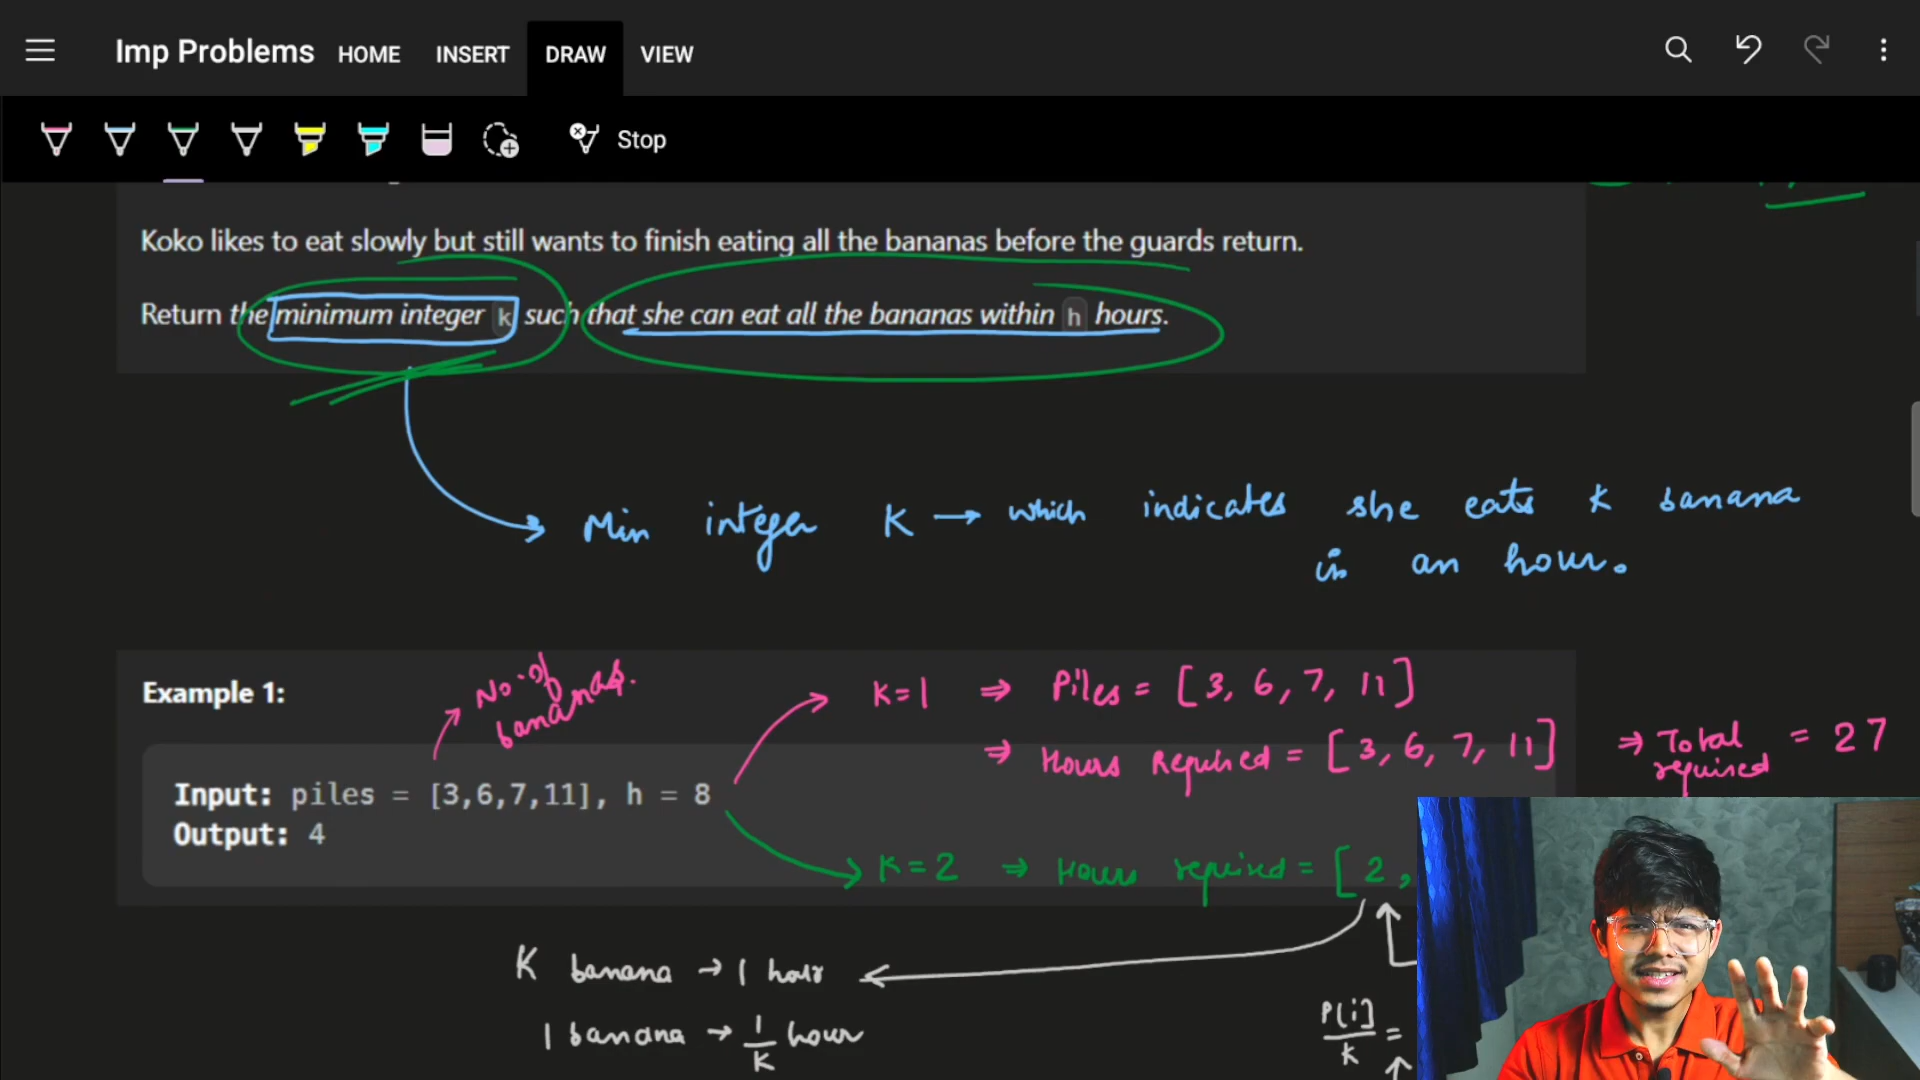 Imp Problems HOME INSERT DRAW VIEW
Stop
Koko likes to eat slowly but still wants to finish eating all the bananas before the guards return.
Return the minimum integer k such that she can eat all the bananas within h hours.
Min integer K → which indicates she eats k banana
in an hour.
Example 1:
No. of
bananas.
K=1 ⇒ Piles = [3, 6, 7, 11]
⇒ Hours Required = [3, 6, 7, 11] ⇒ Total required = 27
Input: piles = [3,6,7,11], h = 8
Output: 4
K=2 ⇒ Hours required = [2,
K banana → 1 hour
1 banana → 1/K hour
P[i]/K =